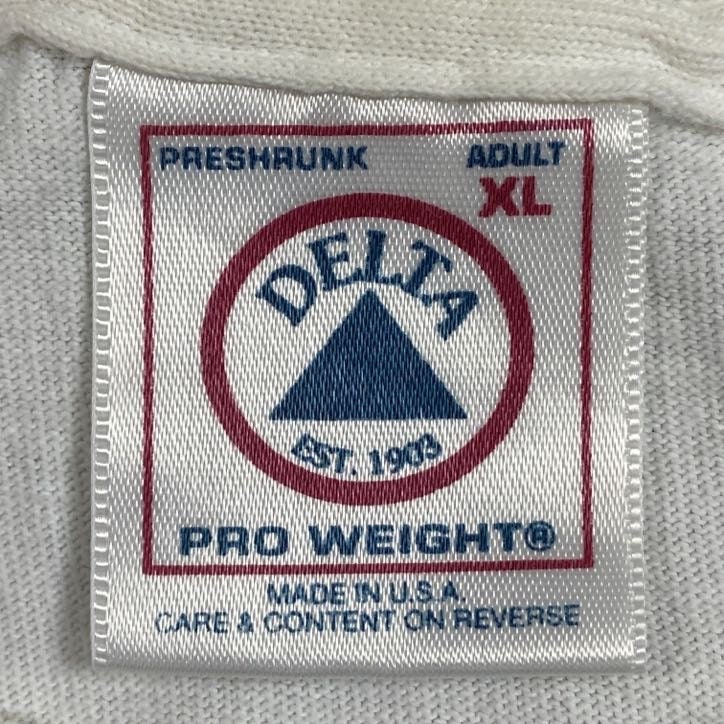 PRESHRUNK ADULT
XL
DELTA
EST. 1903
PRO WEIGHT®
MADE IN U.S.A.
CARE & CONTENT ON REVERSE